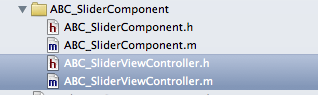 ABC_SliderComponent
h ABC_SliderComponent.h
m ABC_SliderComponent.m
h ABC_SliderViewController.h
m ABC_SliderViewController.m